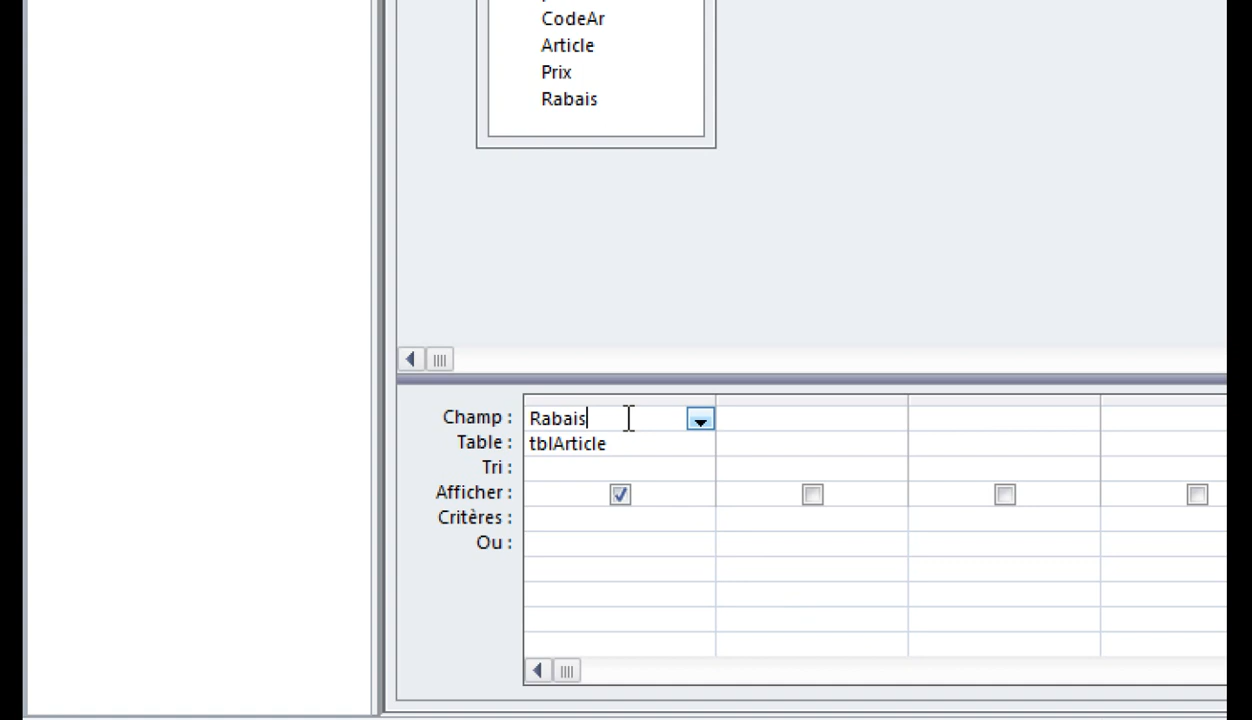 CodeAr
Article
Prix
Rabais
Champ : Rabais
Table : tblArticle
Tri :
Afficher :
Critères :
Ou :